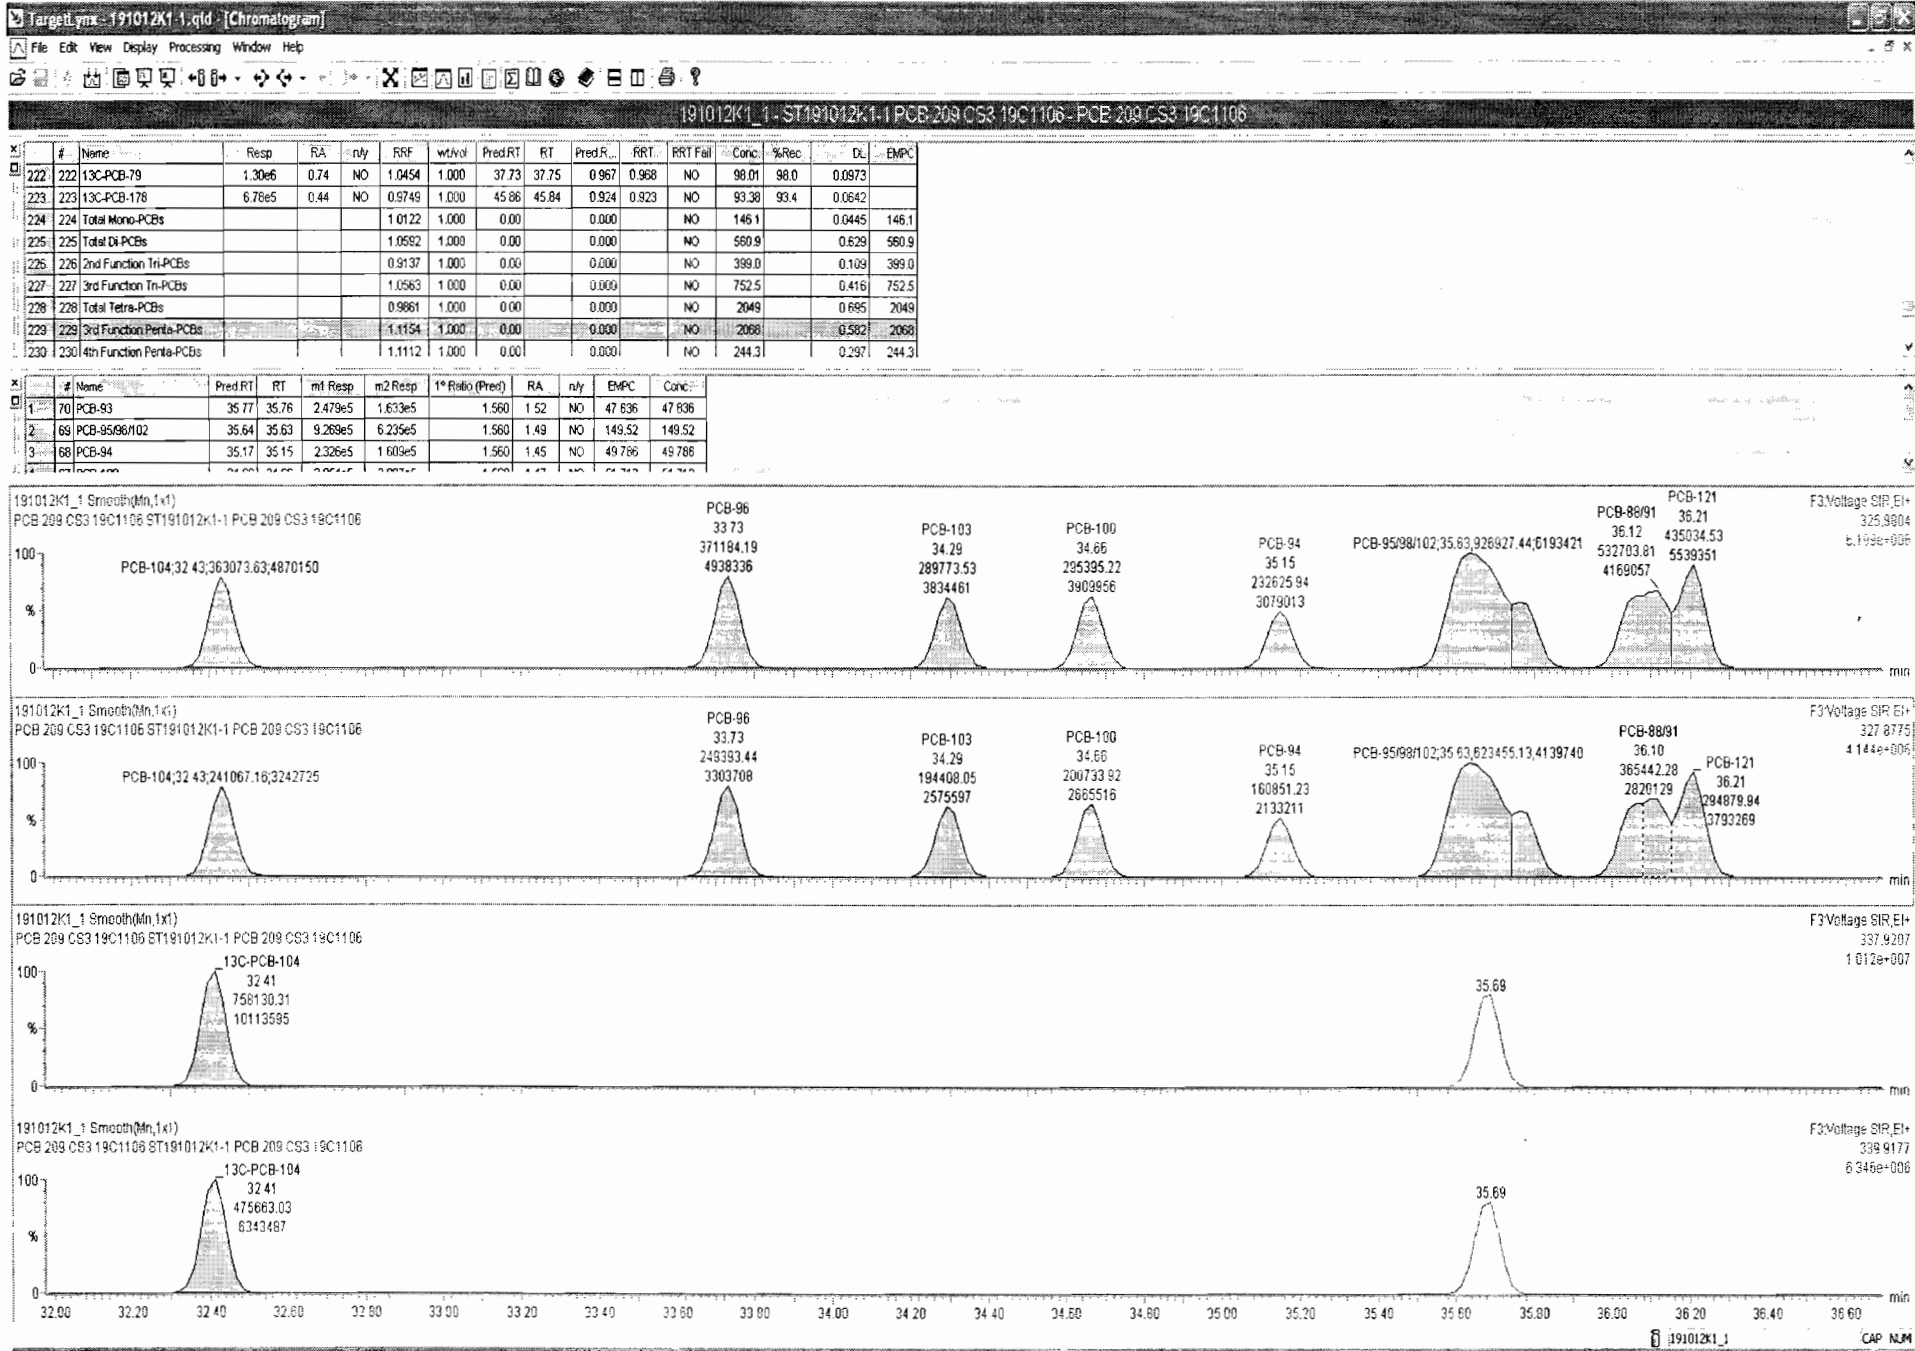 TargetLynx - 191012K1-1.qld - [Chromatogram]
File Edit View Display Processing Window Help
191012K1_1 - ST191012K1-1 PCB 209 CS3 19C1106 - PCB 209 CS3 19C1106
# Name Resp RA n/y RRF wt/vol Pred.RT RT Pred.R... RRT RRT Fail Conc. %Rec DL EMPC
222 222 13C-PCB-79 1.30e6 0.74 NO 1.0454 1.000 37.73 37.75 0.967 0.968 NO 98.01 98.0 0.0973
223 223 13C-PCB-178 6.78e5 0.44 NO 0.9749 1.000 45.86 45.84 0.924 0.923 NO 93.38 93.4 0.0642
224 224 Total Mono-PCBs 1.0122 1.000 0.00 0.000 NO 146.1 0.0445 146.1
225 225 Total Di-PCBs 1.0592 1.000 0.00 0.000 NO 560.9 0.629 560.9
226 226 2nd Function Tri-PCBs 0.9137 1.000 0.00 0.000 NO 399.0 0.109 399.0
227 227 3rd Function Tri-PCBs 1.0563 1.000 0.00 0.000 NO 752.5 0.416 752.5
228 228 Total Tetra-PCBs 0.9861 1.000 0.00 0.000 NO 2049 0.695 2049
229 229 3rd Function Penta-PCBs 1.1154 1.000 0.00 0.000 NO 2068 0.582 2068
230 230 4th Function Penta-PCBs 1.1112 1.000 0.00 0.000 NO 244.3 0.297 244.3
# Name Pred.RT RT m1 Resp m2 Resp 1° Ratio (Pred) RA n/y EMPC Conc.
1 70 PCB-93 35.77 35.76 2.479e5 1.633e5 1.560 1.52 NO 47.836 47.836
2 69 PCB-95/98/102 35.64 35.63 9.269e5 6.235e5 1.560 1.49 NO 149.52 149.52
3 68 PCB-94 35.17 35.15 2.326e5 1.609e5 1.560 1.45 NO 49.786 49.786
191012K1_1 Smooth(Mn,1x1)
PCB 209 CS3 19C1106 ST191012K1-1 PCB 209 CS3 19C1106
F3:Voltage SIR,EI+
325.9804
6.199e+006
100
%
0
PCB-104;32.43;363073.63;4870150
PCB-96
33.73
371184.19
4938336
PCB-103
34.29
289773.53
3834461
PCB-100
34.66
295395.22
3909956
PCB-94
35.15
232625.94
3079013
PCB-95/98/102;35.63;926927.44;6193421
PCB-88/91
36.12
532703.81
4169057
PCB-121
36.21
435034.53
5539351
min
191012K1_1 Smooth(Mn,1x1)
PCB 209 CS3 19C1106 ST191012K1-1 PCB 209 CS3 19C1106
F3:Voltage SIR,EI+
327.8775
4.144e+006
100
%
0
PCB-104;32.43;241067.16;3242725
PCB-96
33.73
248393.44
3303708
PCB-103
34.29
194408.05
2575597
PCB-100
34.66
200733.92
2665516
PCB-94
35.15
160851.23
2133211
PCB-95/98/102;35.63;623455.13;4139740
PCB-88/91
36.10
365442.28
2820129
PCB-121
36.21
294879.94
3793269
min
191012K1_1 Smooth(Mn,1x1)
PCB 209 CS3 19C1106 ST191012K1-1 PCB 209 CS3 19C1106
F3:Voltage SIR,EI+
337.9207
1.012e+007
100
%
0
13C-PCB-104
32.41
758130.31
10113595
35.69
min
191012K1_1 Smooth(Mn,1x1)
PCB 209 CS3 19C1106 ST191012K1-1 PCB 209 CS3 19C1106
F3:Voltage SIR,EI+
339.9177
6.346e+006
100
%
0
13C-PCB-104
32.41
475663.03
6343487
35.69
min
32.00 32.20 32.40 32.60 32.80 33.00 33.20 33.40 33.60 33.80 34.00 34.20 34.40 34.60 34.80 35.00 35.20 35.40 35.60 35.80 36.00 36.20 36.40 36.60
191012K1_1 CAP NUM